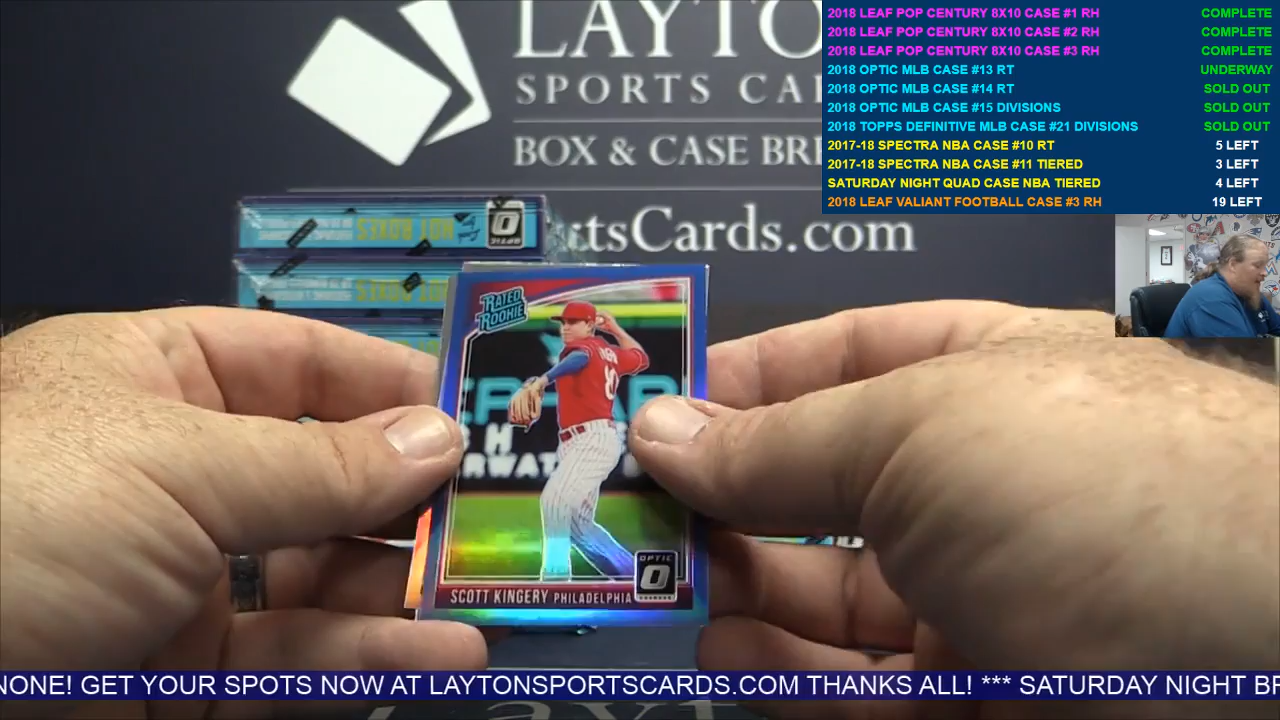 LAYTO
SPORTS CA
BOX & CASE BRE
rtsCards.com
2018 LEAF POP CENTURY 8X10 CASE #1 RH COMPLETE
2018 LEAF POP CENTURY 8X10 CASE #2 RH COMPLETE
2018 LEAF POP CENTURY 8X10 CASE #3 RH COMPLETE
2018 OPTIC MLB CASE #13 RT UNDERWAY
2018 OPTIC MLB CASE #14 RT SOLD OUT
2018 OPTIC MLB CASE #15 DIVISIONS SOLD OUT
2018 TOPPS DEFINITIVE MLB CASE #21 DIVISIONS SOLD OUT
2017-18 SPECTRA NBA CASE #10 RT 5 LEFT
2017-18 SPECTRA NBA CASE #11 TIERED 3 LEFT
SATURDAY NIGHT QUAD CASE NBA TIERED 4 LEFT
2018 LEAF VALIANT FOOTBALL CASE #3 RH 19 LEFT
HOT BOXES
OPTIC
RATED
ROOKIE
OPTIC
SCOTT KINGERY PHILADELPHIA
NONE! GET YOUR SPOTS NOW AT LAYTONSPORTSCARDS.COM THANKS ALL! *** SATURDAY NIGHT BR